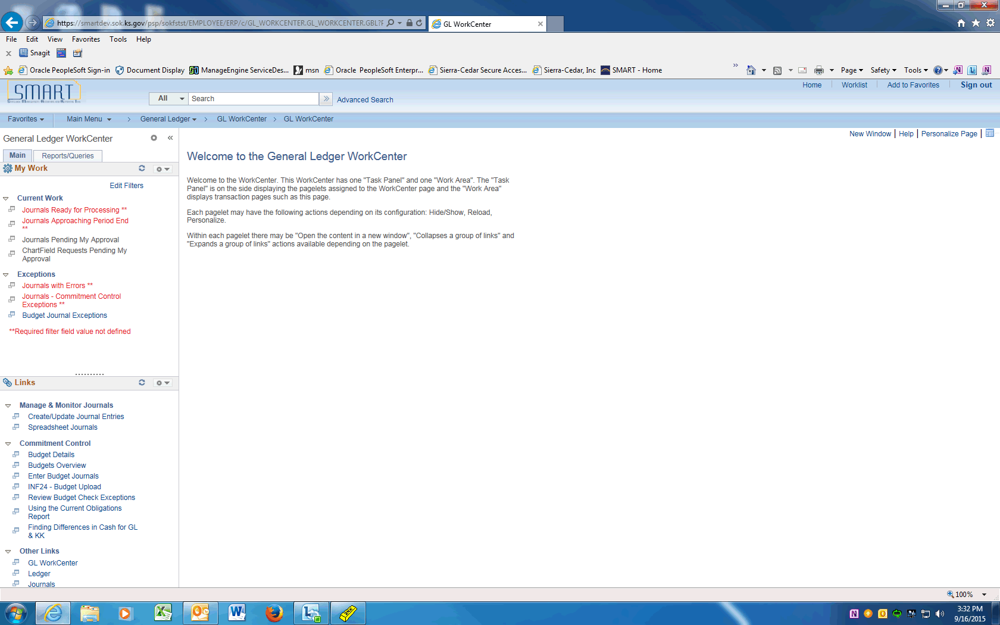 https://smartdev.sok.ks.gov/psp/sokfstst/EMPLOYEE/ERP/c/GL_WORKCENTER.GL_WORKCENTER.GBL?F
GL WorkCenter
File Edit View Favorites Tools Help
x Snagit
Oracle PeopleSoft Sign-in Document Display ManageEngine ServiceDes... msn Oracle PeopleSoft Enterpr... Sierra-Cedar Secure Acces... Sierra-Cedar, Inc SMART - Home » Page Safety Tools
SMART
Home Worklist Add to Favorites Sign out
All Search » Advanced Search
Favorites Main Menu > General Ledger > GL WorkCenter > GL WorkCenter
New Window | Help | Personalize Page |
General Ledger WorkCenter «
Main Reports/Queries
My Work
Edit Filters
Current Work
Journals Ready for Processing **
Journals Approaching Period End
**
Journals Pending My Approval
ChartField Requests Pending My
Approval
Exceptions
Journals with Errors **
Journals - Commitment Control
Exceptions **
Budget Journal Exceptions
**Required filter field value not defined
Links
Manage & Monitor Journals
Create/Update Journal Entries
Spreadsheet Journals
Commitment Control
Budget Details
Budgets Overview
Enter Budget Journals
INF24 - Budget Upload
Review Budget Check Exceptions
Using the Current Obligations
Report
Finding Differences in Cash for GL
& KK
Other Links
GL WorkCenter
Ledger
Journals
Welcome to the General Ledger WorkCenter
Welcome to the WorkCenter. This WorkCenter has one "Task Panel" and one "Work Area". The "Task
Panel" is on the side displaying the pagelets assigned to the WorkCenter page and the "Work Area"
displays transaction pages such as this page.
Each pagelet may have the following actions depending on its configuration: Hide/Show, Reload,
Personalize.
Within each pagelet there may be "Open the content in a new window", "Collapses a group of links" and
"Expands a group of links" actions available depending on the pagelet.
100%
3:32 PM
9/16/2015